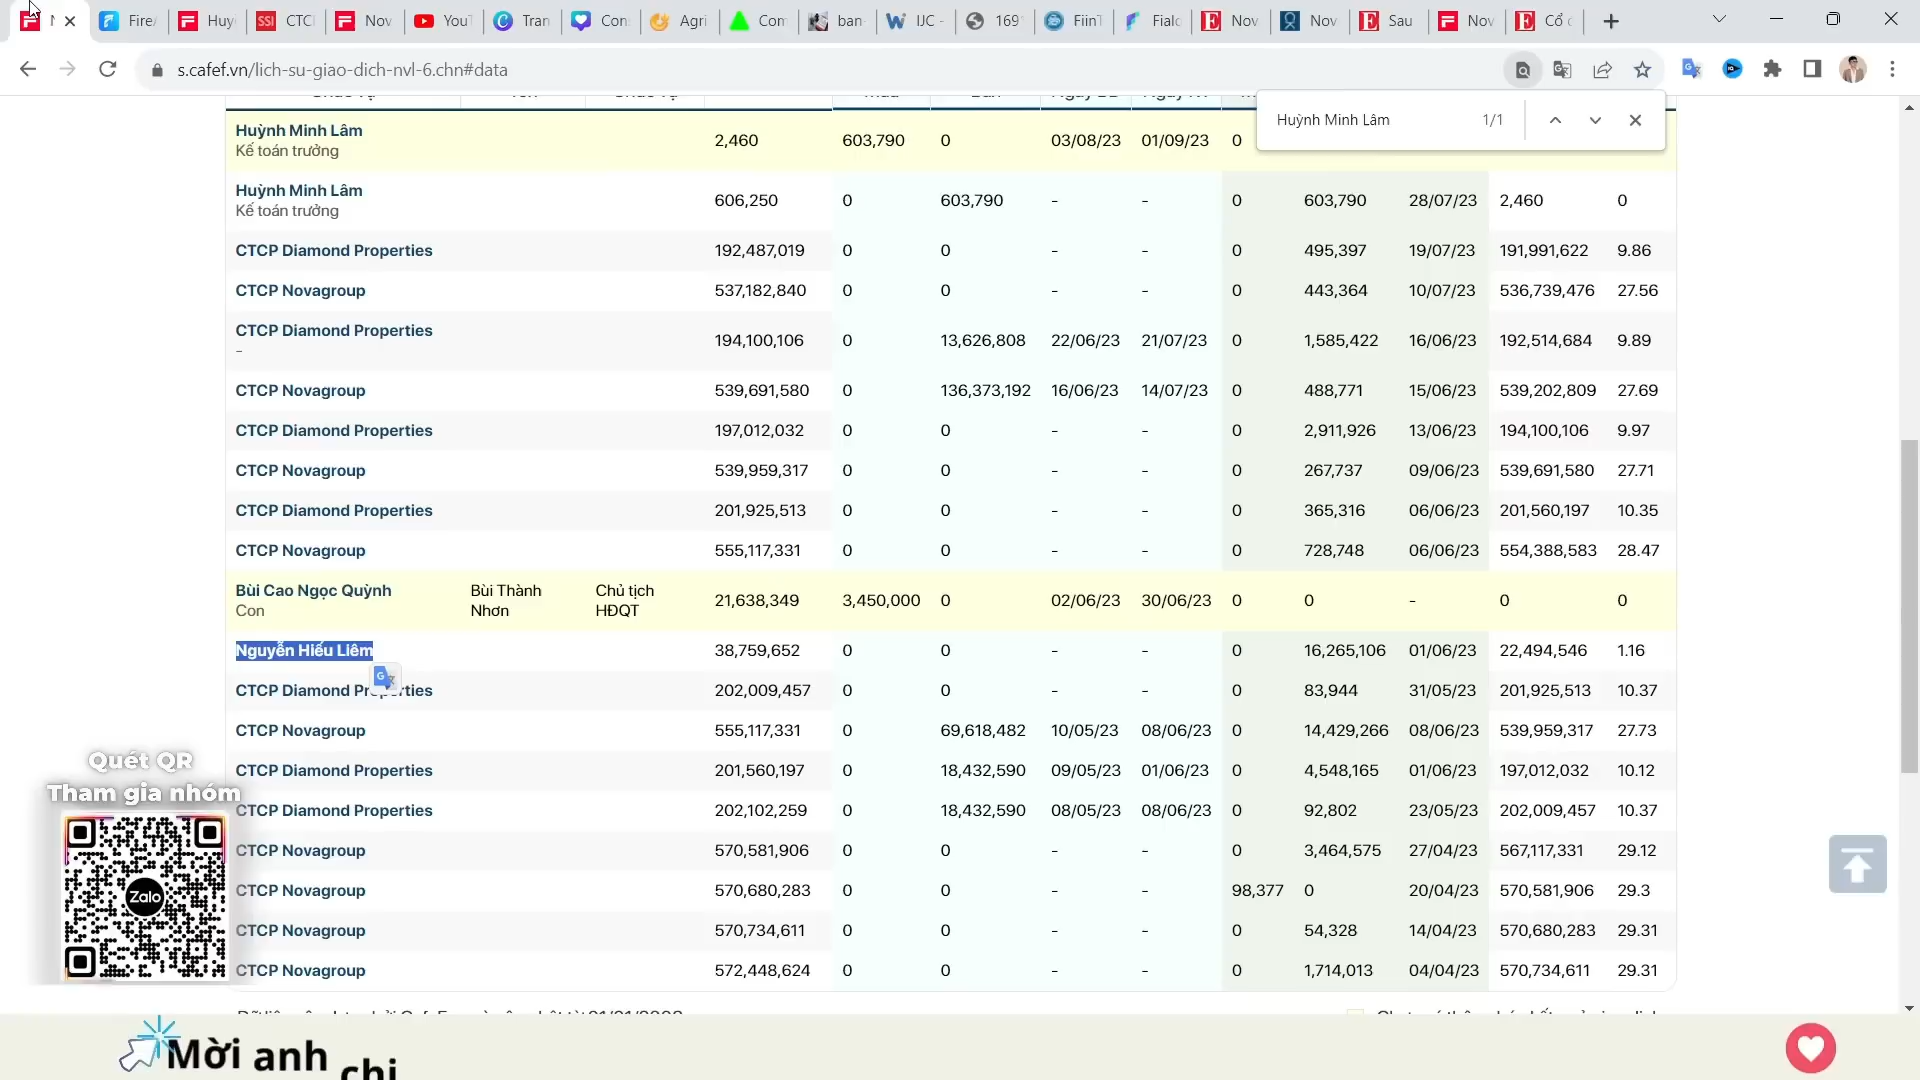 FireA
Huy
SSI
CTC
Nov
YouT
Tran
Con
Agri
Com
ban-
IJC -
169
FiinT
Fialo
Nov
Nov
Sau
Nov
Cổ
s.cafef.vn/lich-su-giao-dich-nvl-6.chn#data
Huỳnh Minh Lâm 1/1
Huỳnh Minh Lâm
Kế toán trưởng
2,460 603,790 0 03/08/23 01/09/23 0
Huỳnh Minh Lâm
Kế toán trưởng
606,250 0 603,790 - - 0 603,790 28/07/23 2,460 0
CTCP Diamond Properties 192,487,019 0 0 - - 0 495,397 19/07/23 191,991,622 9.86
CTCP Novagroup 537,182,840 0 0 - - 0 443,364 10/07/23 536,739,476 27.56
CTCP Diamond Properties
-
194,100,106 0 13,626,808 22/06/23 21/07/23 0 1,585,422 16/06/23 192,514,684 9.89
CTCP Novagroup 539,691,580 0 136,373,192 16/06/23 14/07/23 0 488,771 15/06/23 539,202,809 27.69
CTCP Diamond Properties 197,012,032 0 0 - - 0 2,911,926 13/06/23 194,100,106 9.97
CTCP Novagroup 539,959,317 0 0 - - 0 267,737 09/06/23 539,691,580 27.71
CTCP Diamond Properties 201,925,513 0 0 - - 0 365,316 06/06/23 201,560,197 10.35
CTCP Novagroup 555,117,331 0 0 - - 0 728,748 06/06/23 554,388,583 28.47
Bùi Cao Ngọc Quỳnh
Con
Bùi Thành
Nhơn
Chủ tịch
HĐQT
21,638,349 3,450,000 0 02/06/23 30/06/23 0 0 - 0 0
Nguyễn Hiếu Liêm 38,759,652 0 0 - - 0 16,265,106 01/06/23 22,494,546 1.16
CTCP Diamond Properties 202,009,457 0 0 - - 0 83,944 31/05/23 201,925,513 10.37
CTCP Novagroup 555,117,331 0 69,618,482 10/05/23 08/06/23 0 14,429,266 08/06/23 539,959,317 27.73
CTCP Diamond Properties 201,560,197 0 18,432,590 09/05/23 01/06/23 0 4,548,165 01/06/23 197,012,032 10.12
CTCP Diamond Properties 202,102,259 0 18,432,590 08/05/23 08/06/23 0 92,802 23/05/23 202,009,457 10.37
CTCP Novagroup 570,581,906 0 0 - - 0 3,464,575 27/04/23 567,117,331 29.12
CTCP Novagroup 570,680,283 0 0 - - 98,377 0 20/04/23 570,581,906 29.3
CTCP Novagroup 570,734,611 0 0 - - 0 54,328 14/04/23 570,680,283 29.31
CTCP Novagroup 572,448,624 0 0 - - 0 1,714,013 04/04/23 570,734,611 29.31
Quét QR
Tham gia nhóm
Zalo
Mời anh
chị